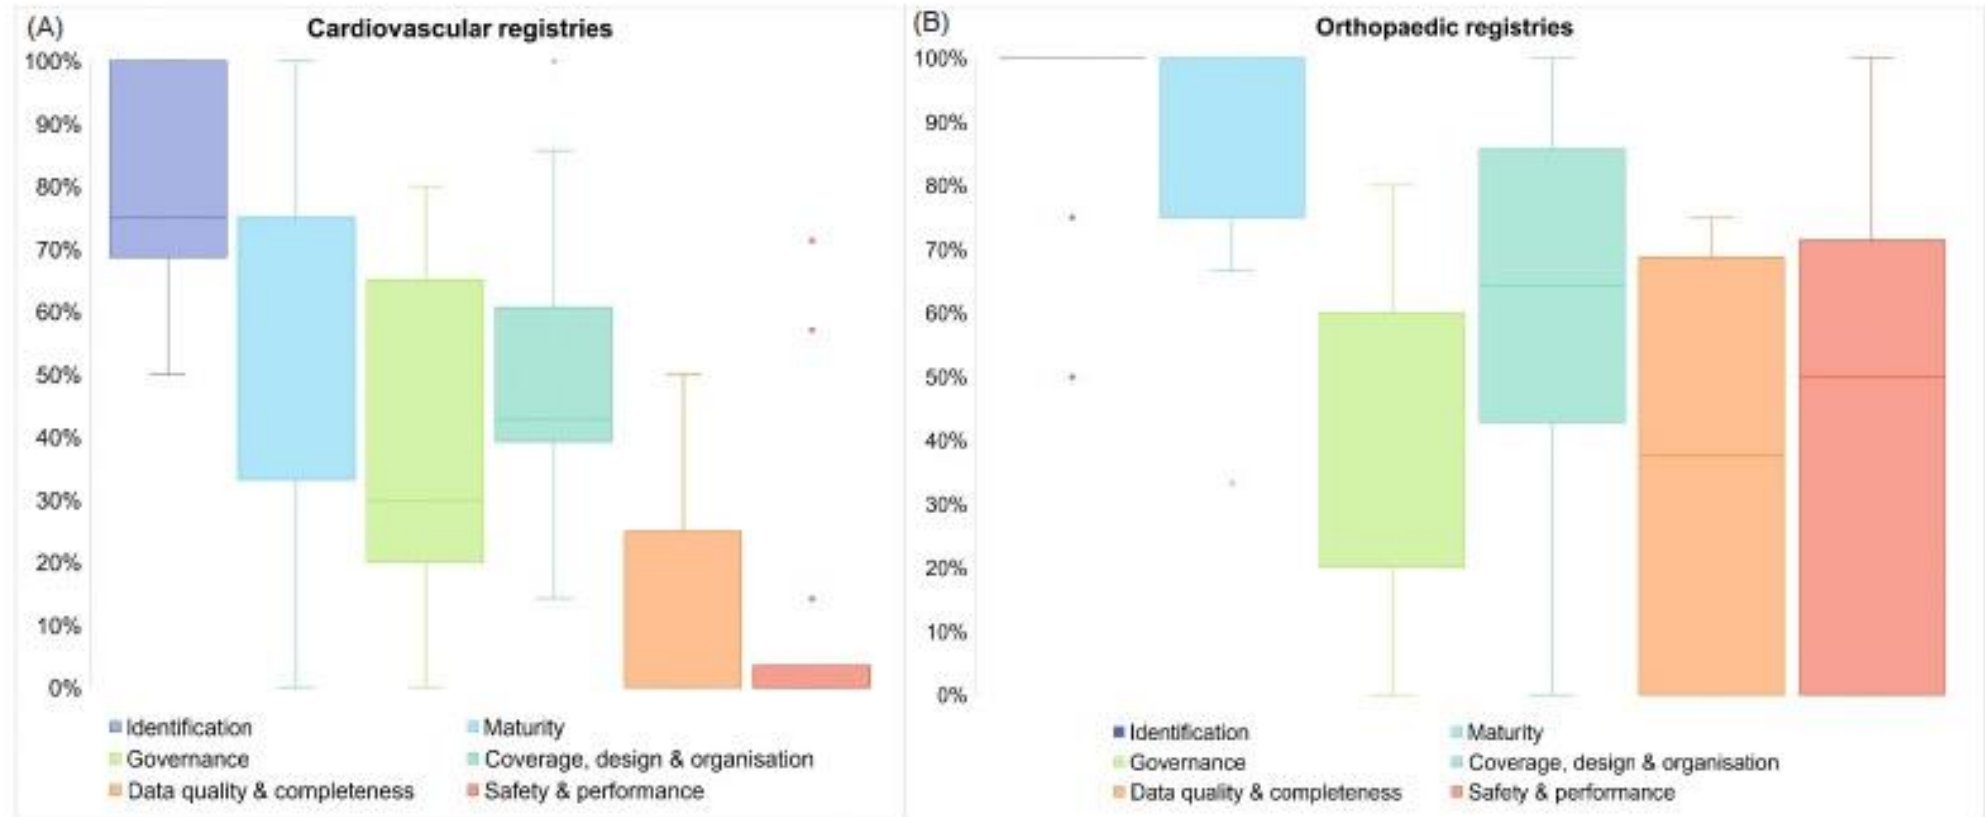 (A)
Cardiovascular registries
100%
90%
80%
70%
60%
50%
40%
30%
20%
10%
0%
Identification
Maturity
Governance
Coverage, design & organisation
Data quality & completeness
Safety & performance
(B)
Orthopaedic registries
100%
90%
80%
70%
60%
50%
40%
30%
20%
10%
0%
Identification
Maturity
Governance
Coverage, design & organisation
Data quality & completeness
Safety & performance